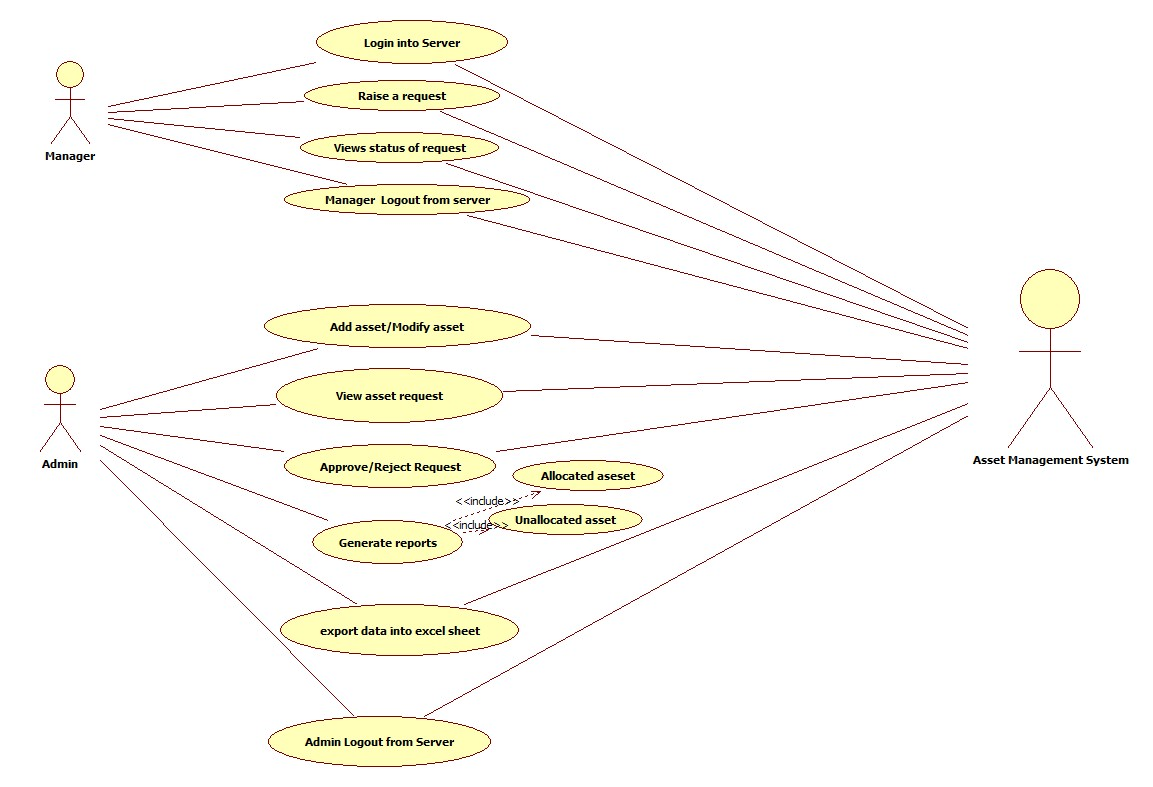 Login into Server
Raise a request
Views status of request
Manager
Manager  Logout from server
Add asset/Modify asset
View asset request
Admin
Approve/Reject Request
Asset Management System
Allocated aseset
<<include>>
Unallocated asset
<<include>>
Generate reports
export data into excel sheet
Admin Logout from Server